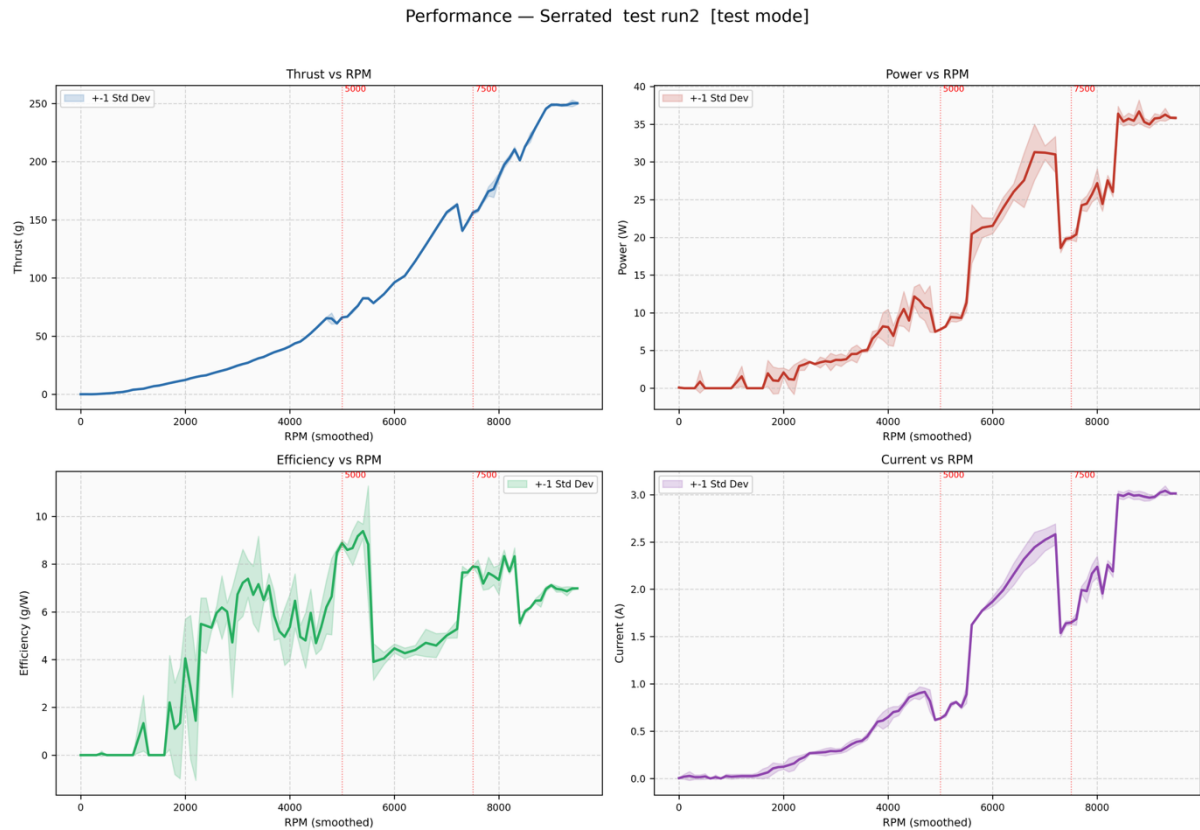 Performance — Serrated  test run2  [test mode]
Thrust vs RPM
+-1 Std Dev
5000
7500
250
200
150
100
50
0
Thrust (g)
0 2000 4000 6000 8000
RPM (smoothed)
Power vs RPM
+-1 Std Dev
5000
7500
40
35
30
25
20
15
10
5
0
Power (W)
0 2000 4000 6000 8000
RPM (smoothed)
Efficiency vs RPM
+-1 Std Dev
5000
7500
10
8
6
4
2
0
Efficiency (g/W)
0 2000 4000 6000 8000
RPM (smoothed)
Current vs RPM
+-1 Std Dev
5000
7500
3.0
2.5
2.0
1.5
1.0
0.5
0.0
Current (A)
0 2000 4000 6000 8000
RPM (smoothed)